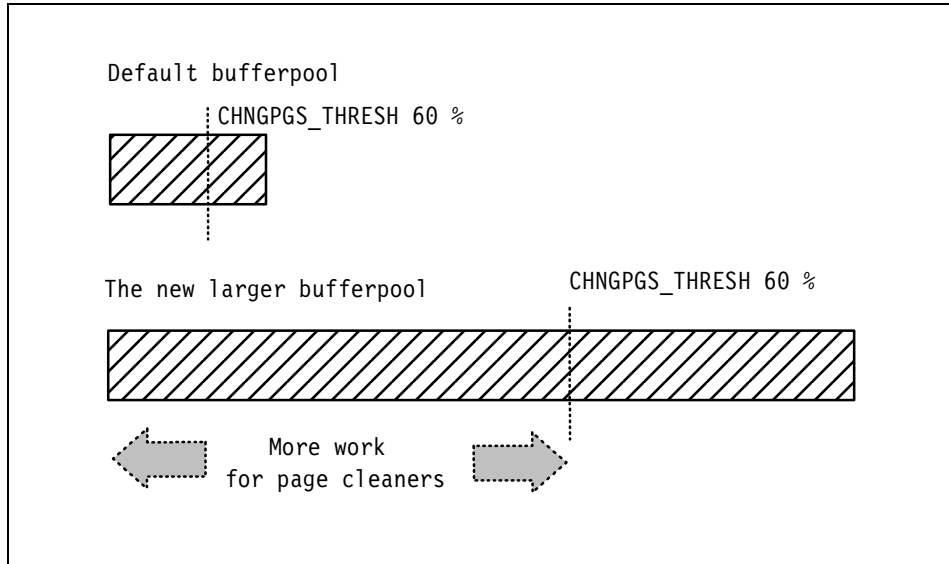 Default bufferpool
CHNGPGS_THRESH 60 %
The new larger bufferpool
CHNGPGS_THRESH 60 %
More work
for page cleaners